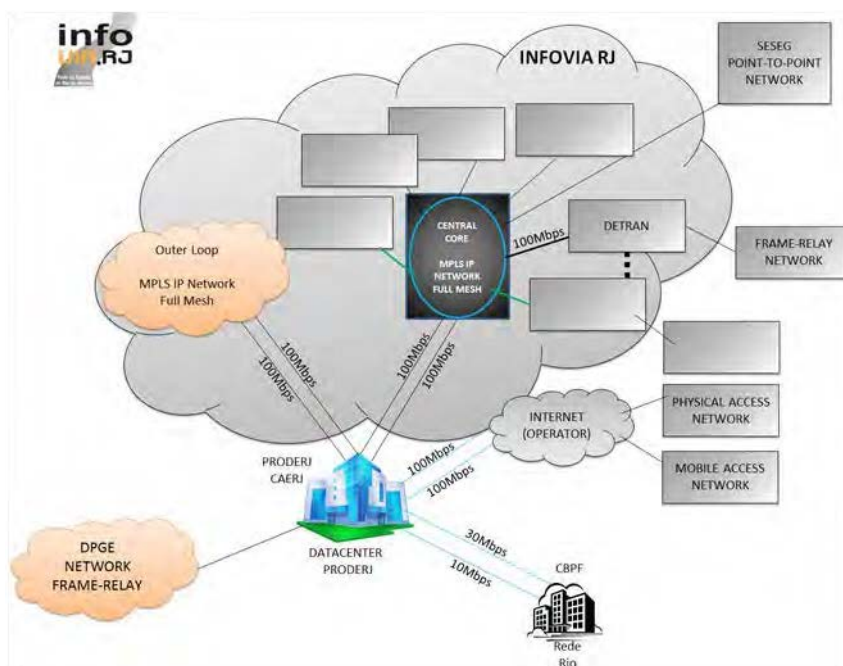 info
via.RJ
INFOVIA RJ
SESEG
POINT-TO-POINT
NETWORK
CENTRAL
CORE
MPLS IP
NETWORK
FULL MESH
100Mbps
DETRAN
FRAME-RELAY
NETWORK
Outer Loop
MPLS IP Network
Full Mesh
100Mbps
100Mbps
100Mbps
100Mbps
INTERNET
(OPERATOR)
PHYSICAL ACCESS
NETWORK
MOBILE ACCESS
NETWORK
100Mbps
100Mbps
PRODERJ
CAERJ
DATACENTER
PRODERJ
DPGE
NETWORK
FRAME-RELAY
30Mbps
10Mbps
CBPF
Rede
Rio